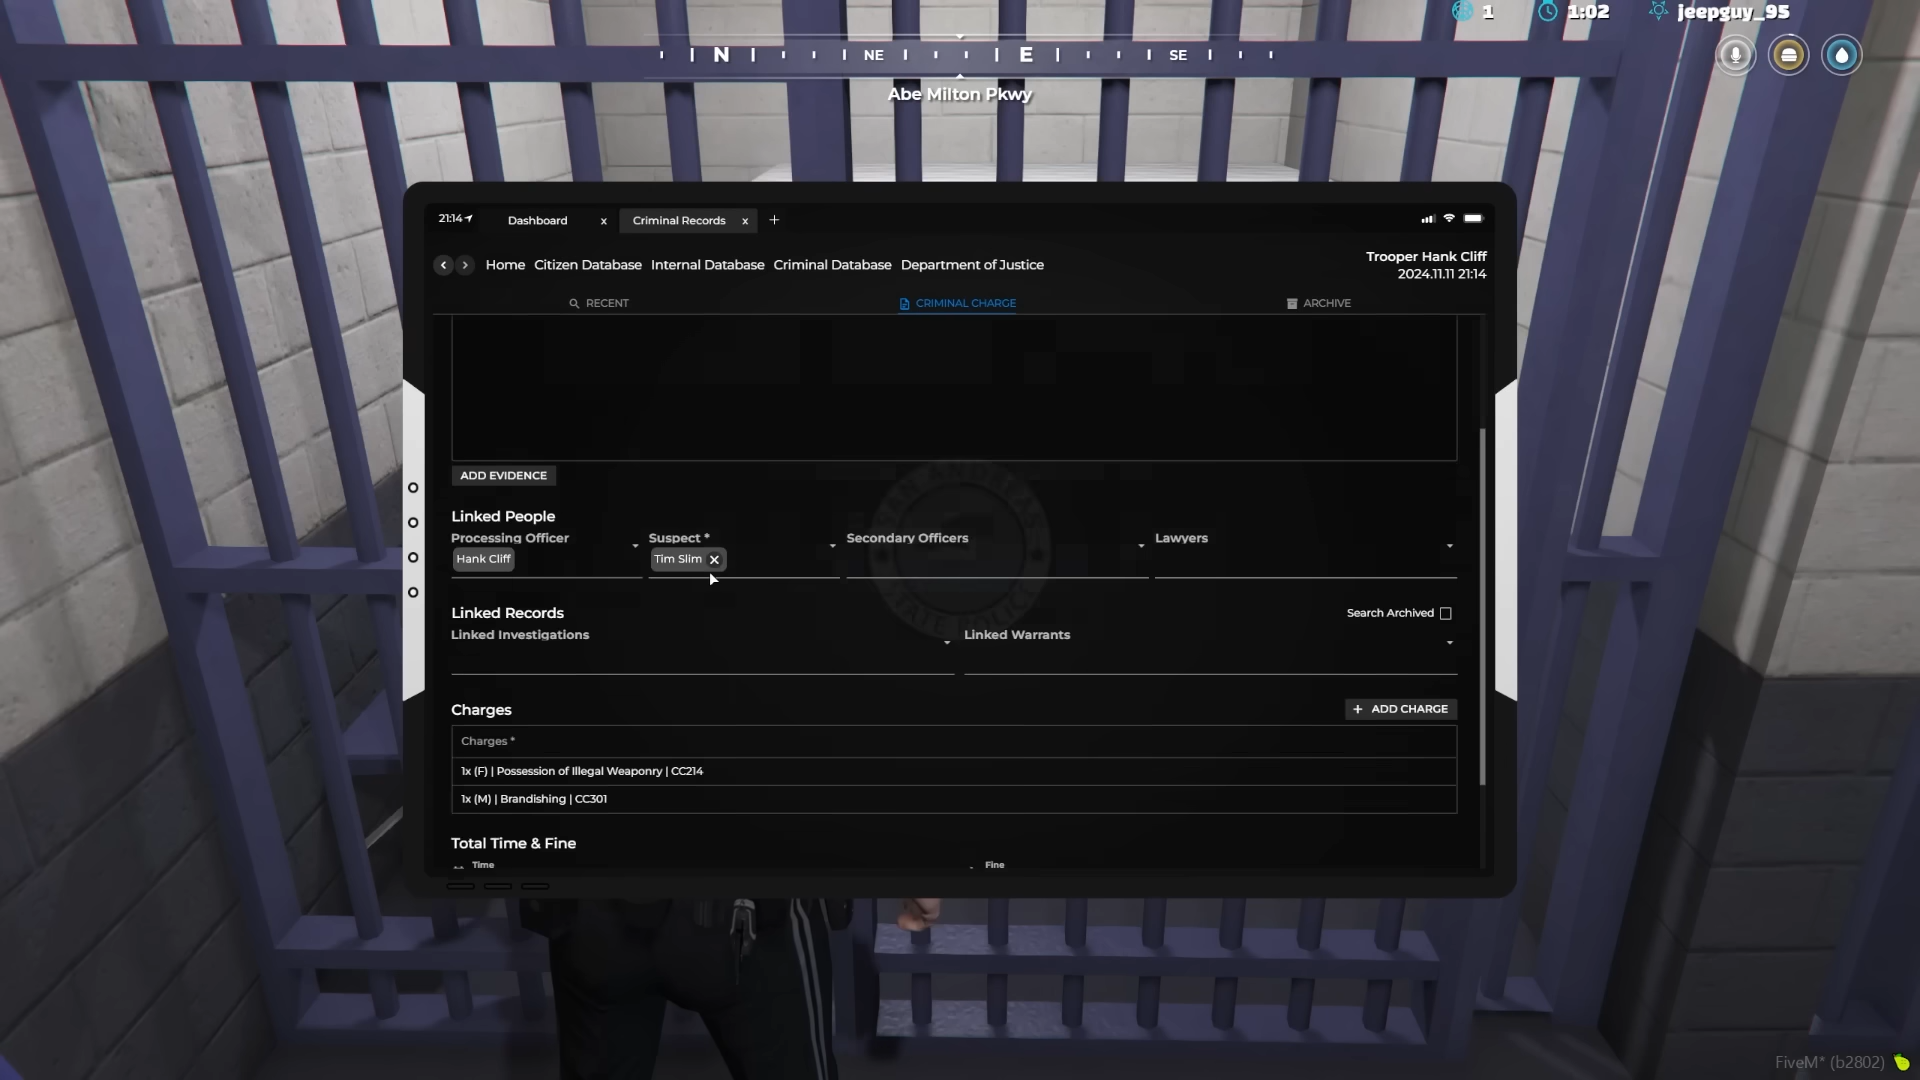 1 1:02 jeepguy_95
N NE E SE
Abe Milton Pkwy
21:14 Dashboard x Criminal Records x +
Home Citizen Database Internal Database Criminal Database Department of Justice
Trooper Hank Cliff
2024.11.11 21:14
RECENT CRIMINAL CHARGE ARCHIVE
ADD EVIDENCE
Linked People
Processing Officer Suspect * Secondary Officers Lawyers
Hank Cliff Tim Slim
Linked Records Search Archived
Linked Investigations Linked Warrants
Charges + ADD CHARGE
Charges *
1x (F) | Possession of Illegal Weaponry | CC214
1x (M) | Brandishing | CC301
Total Time & Fine
Time Fine
FiveM* (b2802)